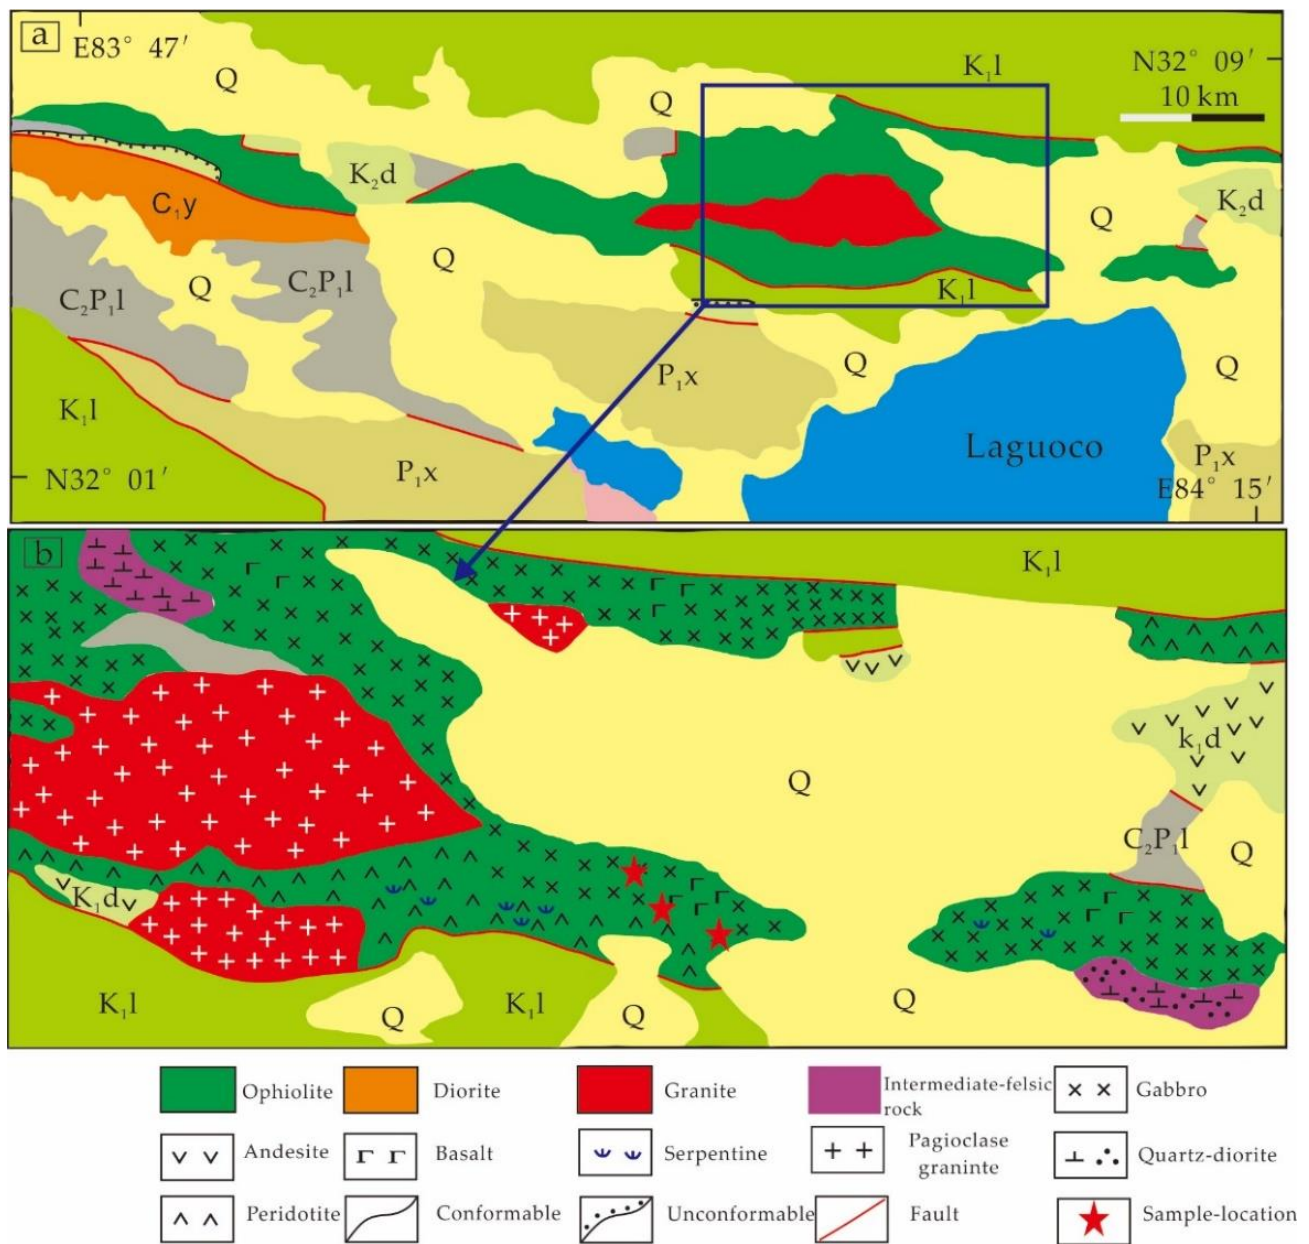 a
E83° 47′
N32° 09′
10 km
K₁l
Q
Q
K₂d
K₂d
C₁y
Q
Q
Q
C₂P₁l
C₂P₁l
K₁l
Q
Q
P₁x
K₁l
Laguoco
N32° 01′
P₁x
P₁x
E84° 15′
b
K₁l
k₁d
Q
C₂P₁l
Q
K₁d
K₁l
Q
K₁l
Q
Q
Ophiolite
Diorite
Granite
Intermediate-felsic
rock
Gabbro
Andesite
Basalt
Serpentine
Pagioclase
graninte
Quartz-diorite
Peridotite
Conformable
Unconformable
Fault
Sample-location